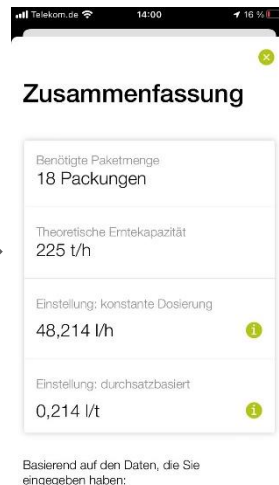 Telekom.de 14:00 16 %
Zusammenfassung
Benötigte Paketmenge
18 Packungen
Theoretische Erntekapazität
225 t/h
Einstellung: konstante Dosierung
48,214 l/h
Einstellung: durchsatzbasiert
0,214 l/t
Basierend auf den Daten, die Sie
eingegeben haben: